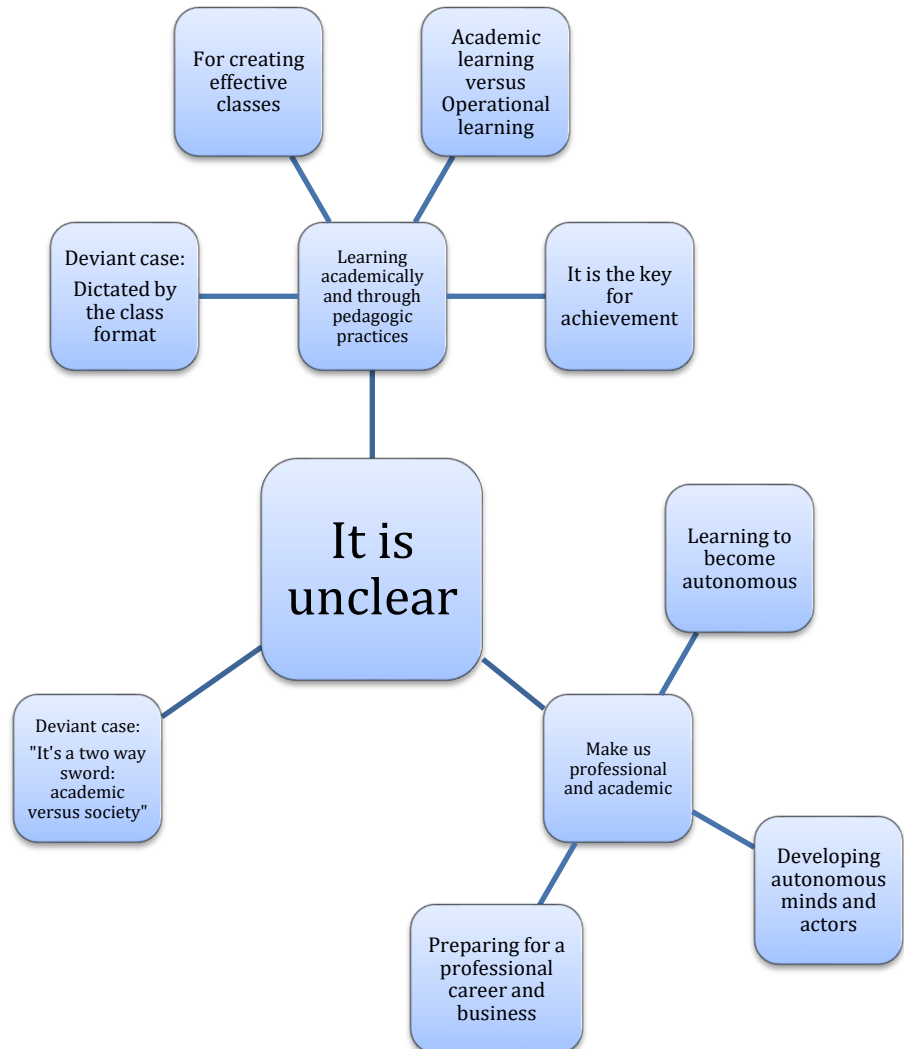 For creating
effective
classes
Academic
learning
versus
Operational
learning
Deviant case:
Dictated by
the class
format
Learning
academically
and through
pedagogic
practices
It is the key
for
achievement
It is
unclear
Learning to
become
autonomous
Deviant case:
"It's a two way
sword:
academic
versus society"
Make us
professional
and academic
Developing
autonomous
minds and
actors
Preparing for a
professional
career and
business